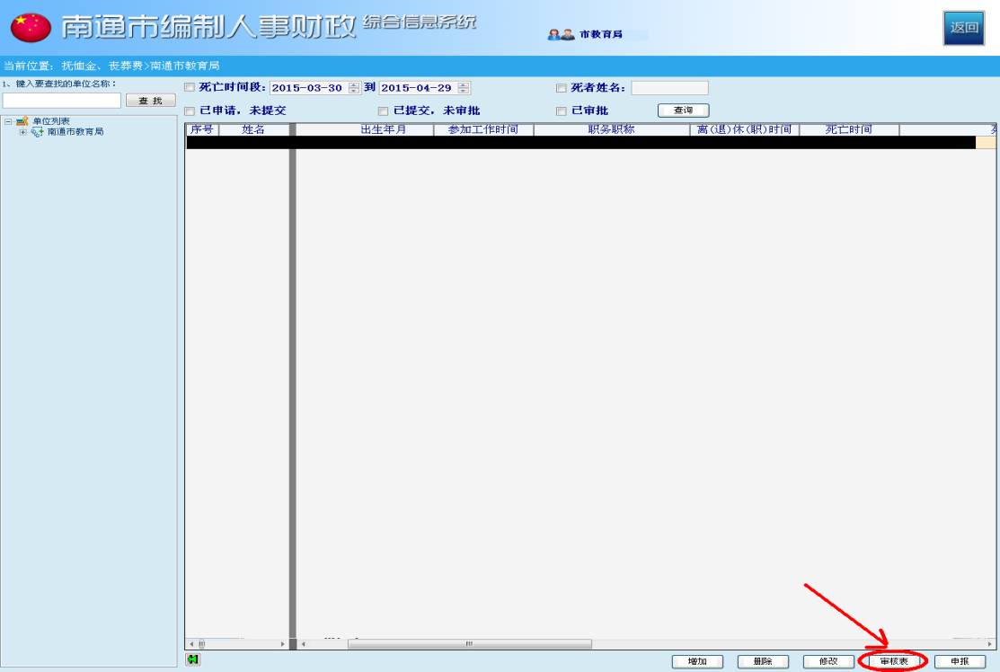 南通市编制人事财政 综合信息系统
市教育局
返回
当前位置：抚恤金、丧葬费>南通市教育局
1、键入要查找的单位名称：
查 找
单位列表
南通市教育局
死亡时间段： 2015-03-30 到 2015-04-29 死者姓名：
已申请，未提交 已提交，未审批 已审批 查询
序号 姓名 出生年月 参加工作时间 职务职称 离(退)休(职)时间 死亡时间
增加 删除 修改 审核表 申报